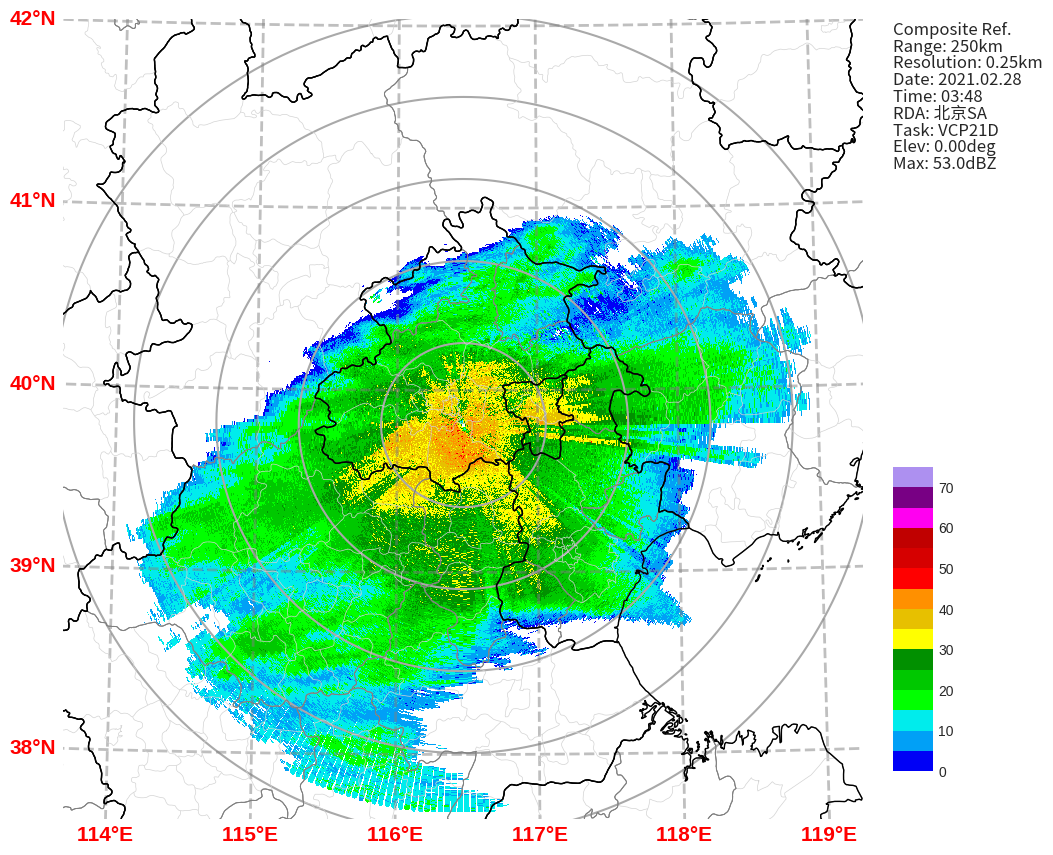 42°N
41°N
40°N
39°N
38°N
114°E
115°E
116°E
117°E
118°E
119°E
Composite Ref.
Range: 250km
Resolution: 0.25km
Date: 2021.02.28
Time: 03:48
RDA: 北京SA
Task: VCP21D
Elev: 0.00deg
Max: 53.0dBZ
70
60
50
40
30
20
10
0